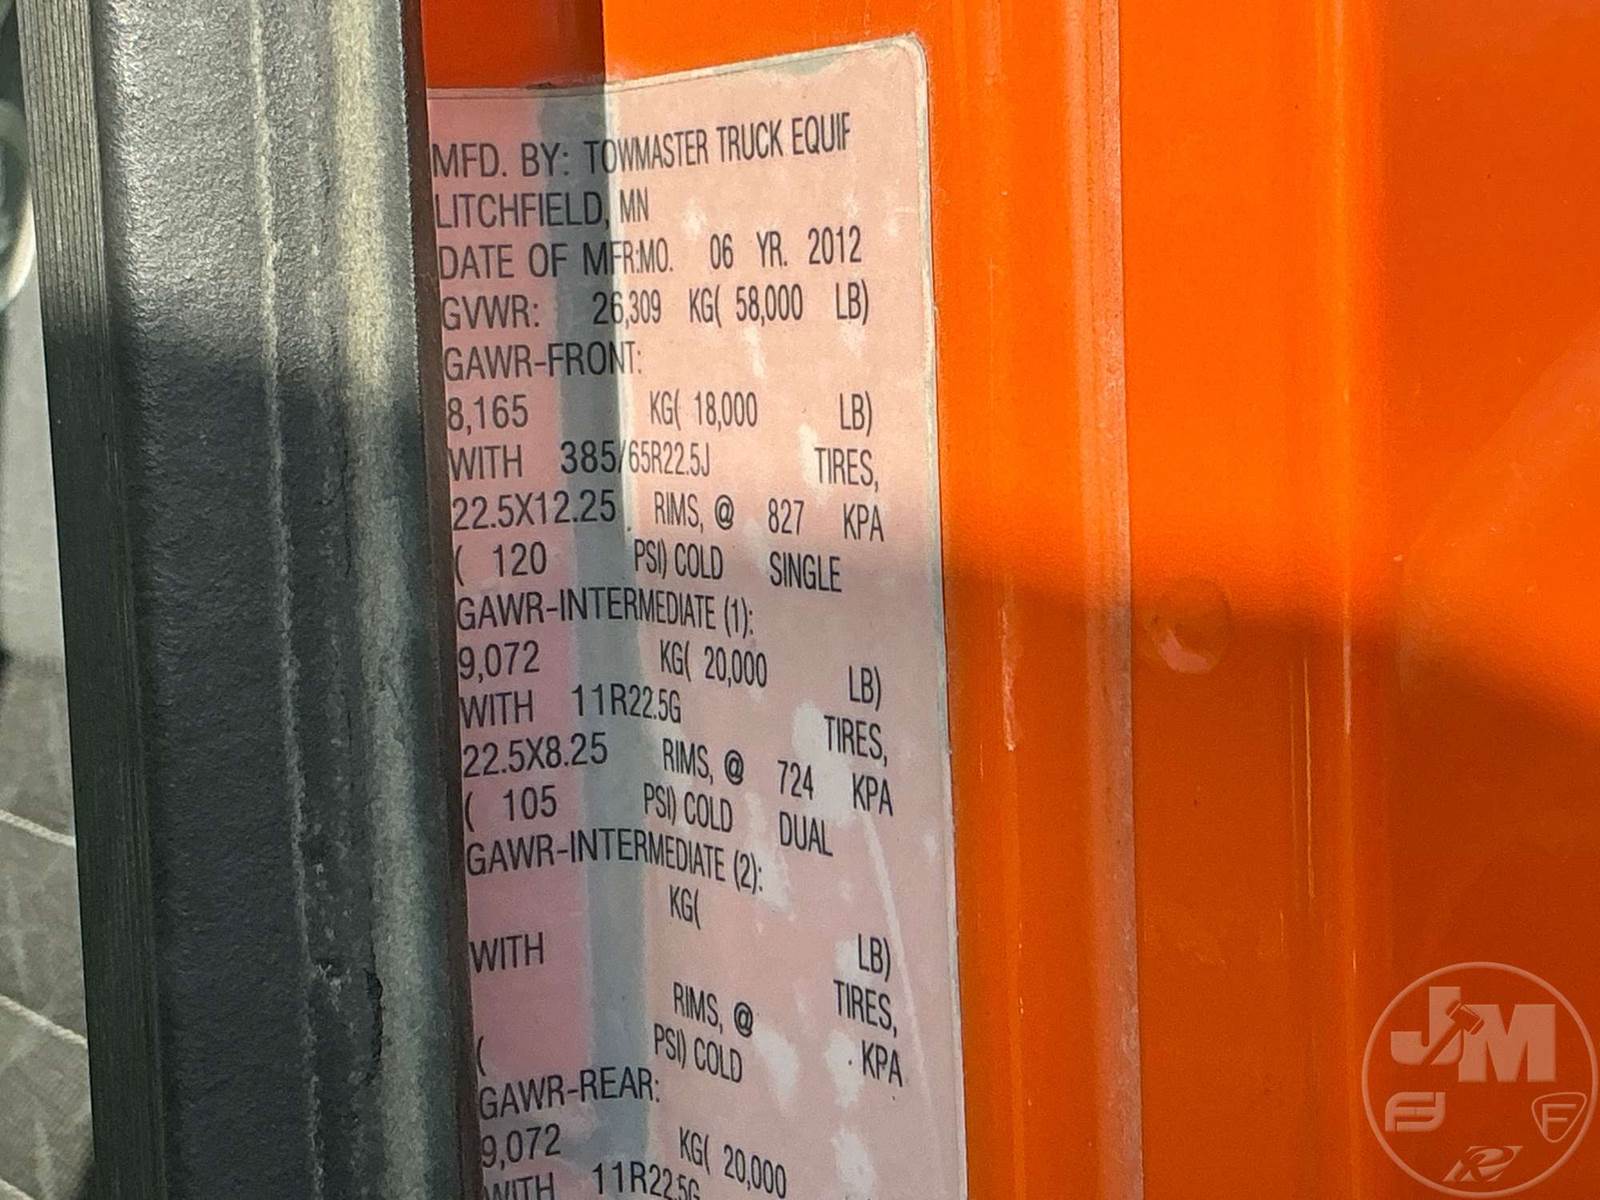 MFD. BY: TOWMASTER TRUCK EQUIF
LITCHFIELD, MN
DATE OF MFR:MO. 06 YR. 2012
GVWR: 26,309 KG( 58,000 LB)
GAWR-FRONT:
8,165 KG( 18,000 LB)
WITH 385/65R22.5J TIRES,
22.5X12.25 RIMS, @ 827 KPA
( 120 PSI) COLD SINGLE
GAWR-INTERMEDIATE (1):
9,072 KG( 20,000 LB)
WITH 11R22.5G TIRES,
22.5X8.25 RIMS, @ 724 KPA
( 105 PSI) COLD DUAL
GAWR-INTERMEDIATE (2):
KG( LB)
WITH TIRES,
RIMS, @ KPA
( PSI) COLD
GAWR-REAR:
9,072 KG( 20,000
WITH 11R22.5G
JM
F